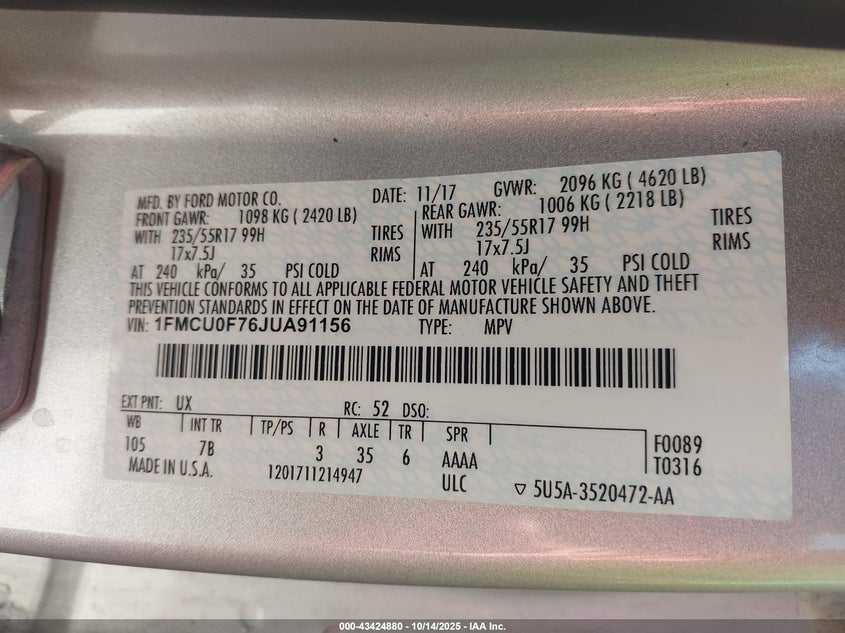 MFD. BY FORD MOTOR CO. DATE: 11/17 GVWR: 2096 KG ( 4620 LB)
FRONT GAWR: 1098 KG ( 2420 LB) REAR GAWR: 1006 KG ( 2218 LB)
WITH 235/55R17 99H TIRES WITH 235/55R17 99H TIRES
17x7.5J RIMS 17x7.5J RIMS
AT 240 kPa/ 35 PSI COLD AT 240 kPa/ 35 PSI COLD
THIS VEHICLE CONFORMS TO ALL APPLICABLE FEDERAL MOTOR VEHICLE SAFETY AND THEFT
PREVENTION STANDARDS IN EFFECT ON THE DATE OF MANUFACTURE SHOWN ABOVE.
VIN: 1FMCU0F76JUA91156 TYPE: MPV
EXT PNT: UX RC: 52 DSO:
WB INT TR TP/PS R AXLE TR SPR
105 7B 3 35 6 AAAA F0089
MADE IN U.S.A. 1201711214947 ULC T0316
▽ 5U5A-3520472-AA
000-43424880 - 10/14/2025 - IAA Inc.